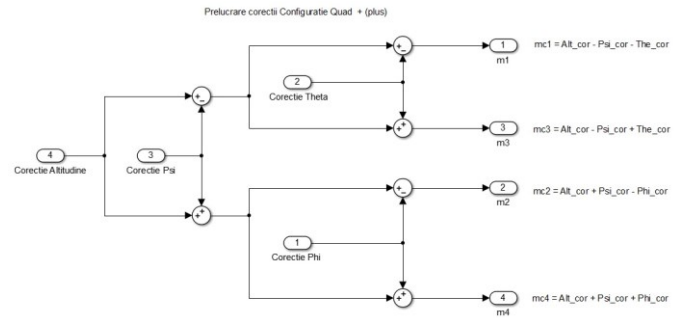 Prelucrare corectii Configuratie Quad + (plus)
1
m1
mc1 = Alt_cor - Psi_cor - The_cor
2
Corectie Theta
3
m3
mc3 = Alt_cor - Psi_cor + The_cor
4
Corectie Altitudine
3
Corectie Psi
2
m2
mc2 = Alt_cor + Psi_cor - Phi_cor
1
Corectie Phi
4
m4
mc4 = Alt_cor + Psi_cor + Phi_cor